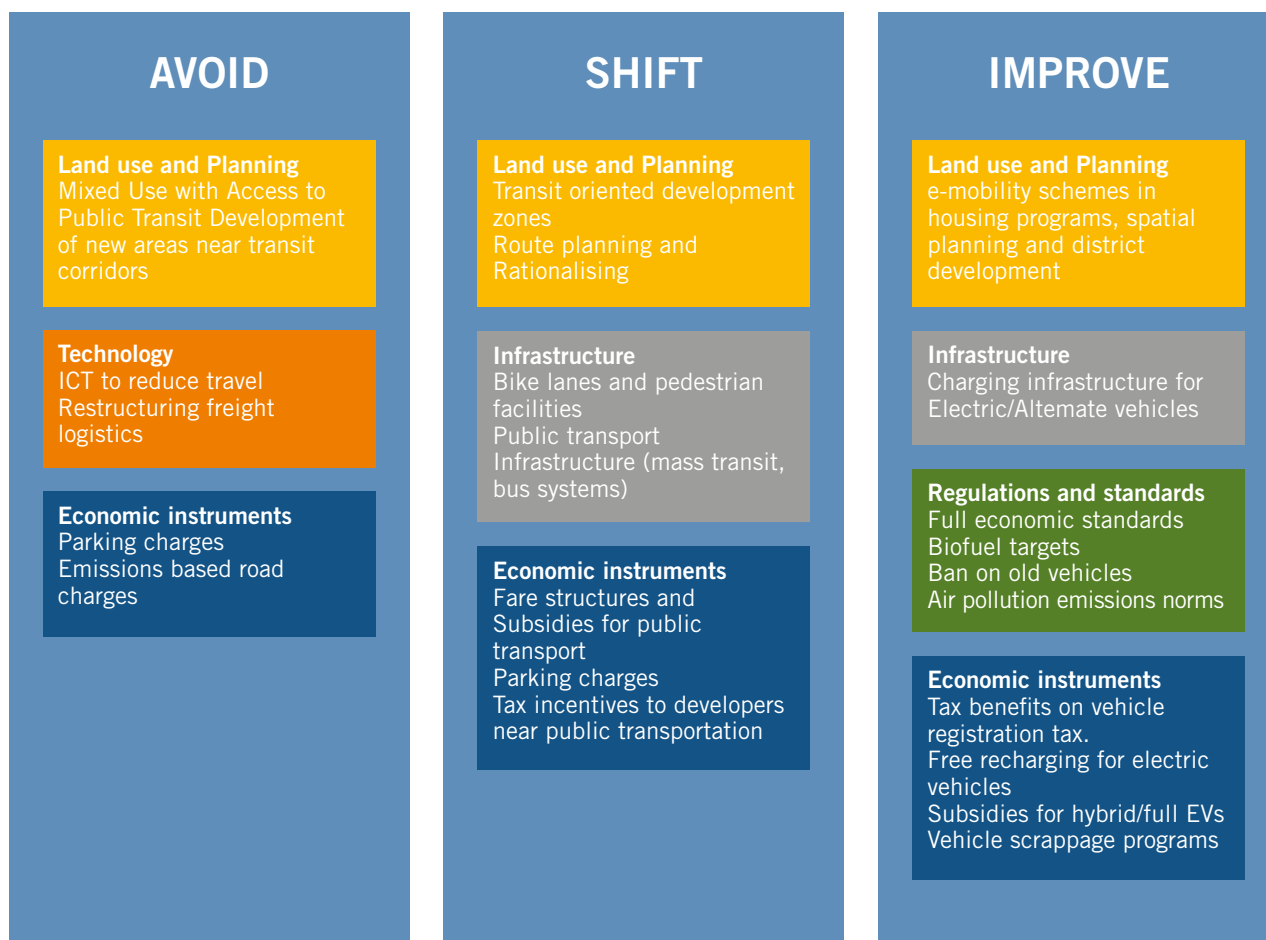 AVOID
Land use and Planning
Mixed Use with Access to
Public Transit Development
of new areas near transit
corridors
Technology
ICT to reduce travel
Restructuring freight
logistics
Economic instruments
Parking charges
Emissions based road
charges
SHIFT
Land use and Planning
Transit oriented development
zones
Route planning and
Rationalising
Infrastructure
Bike lanes and pedestrian
facilities
Public transport
Infrastructure (mass transit,
bus systems)
Economic instruments
Fare structures and
Subsidies for public
transport
Parking charges
Tax incentives to developers
near public transportation
IMPROVE
Land use and Planning
e-mobility schemes in
housing programs, spatial
planning and district
development
Infrastructure
Charging infrastructure for
Electric/Altemate vehicles
Regulations and standards
Full economic standards
Biofuel targets
Ban on old vehicles
Air pollution emissions norms
Economic instruments
Tax benefits on vehicle
registration tax.
Free recharging for electric
vehicles
Subsidies for hybrid/full EVs
Vehicle scrappage programs